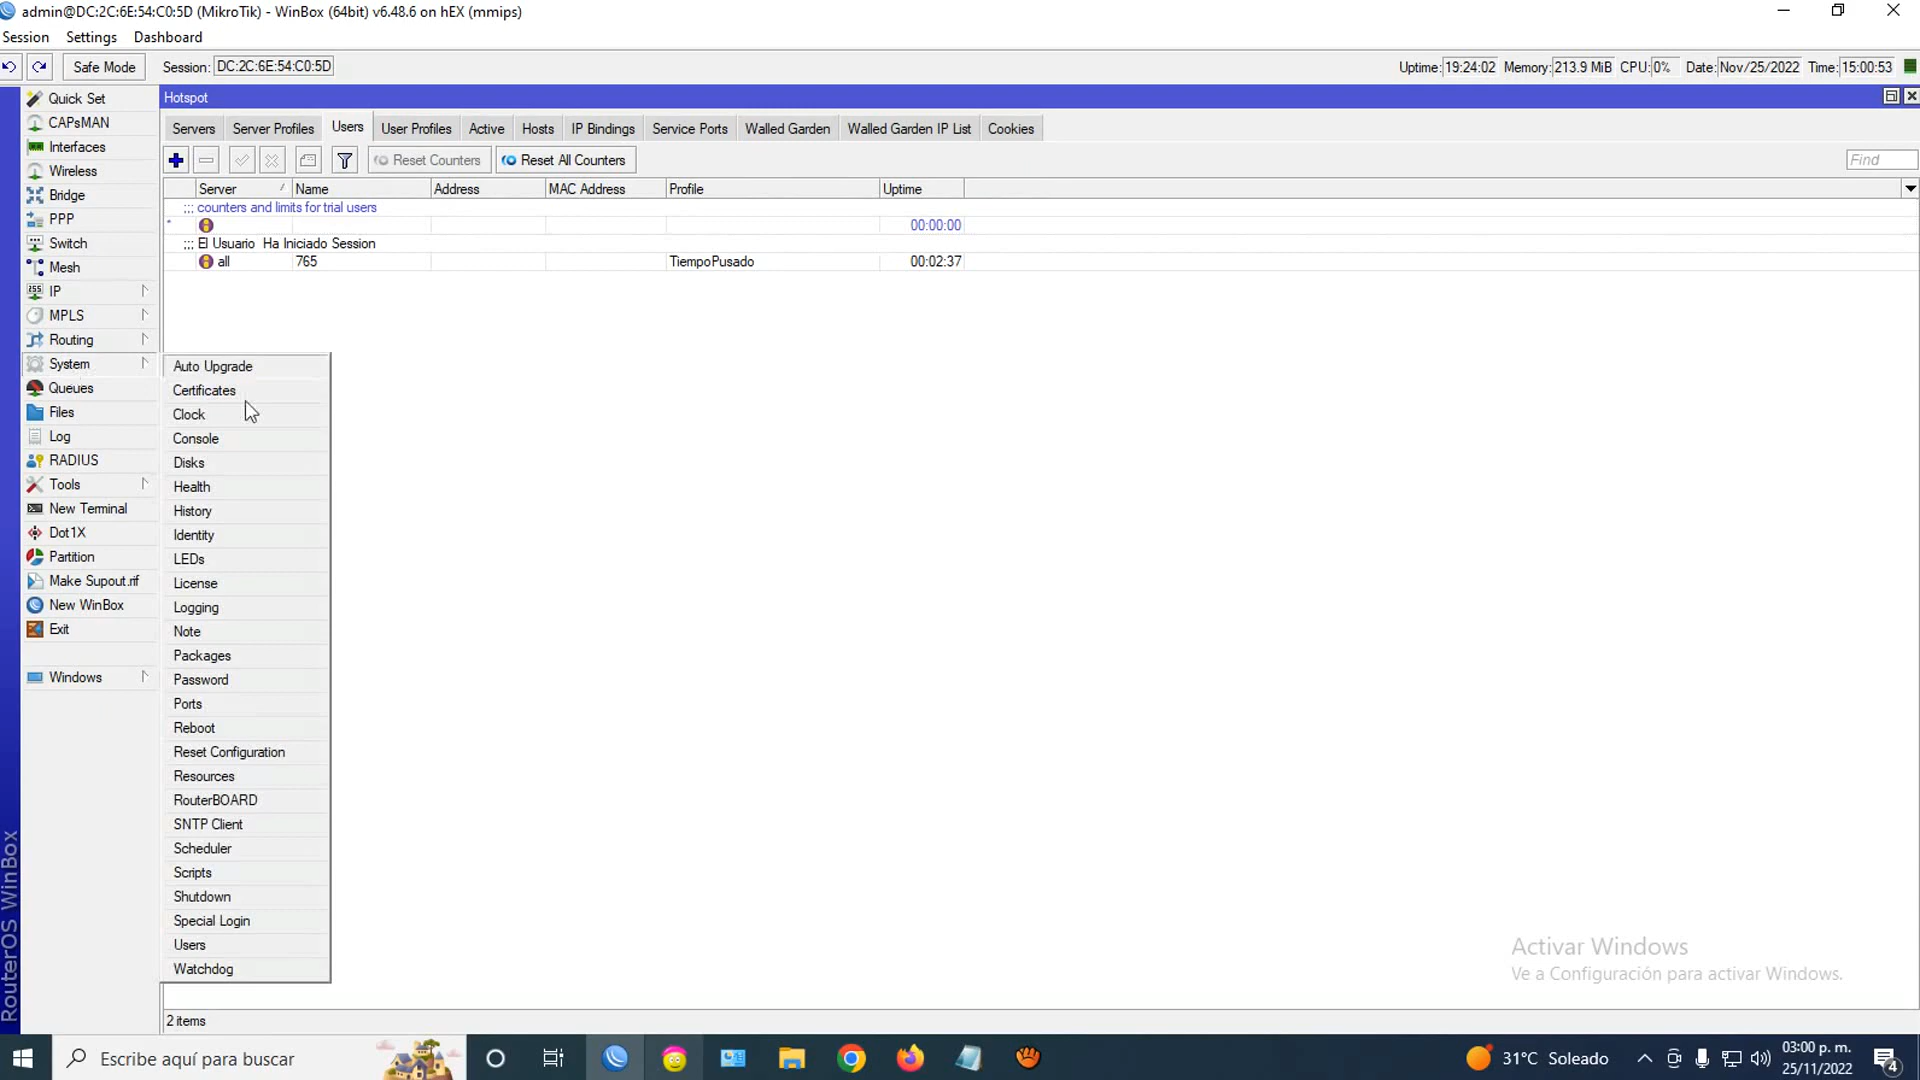 admin@DC:2C:6E:54:C0:5D (MikroTik) - WinBox (64bit) v6.48.6 on hEX (mmips)
Session Settings Dashboard
Safe Mode Session: DC:2C:6E:54:C0:5D Uptime: 19:24:02 Memory: 213.9 MiB CPU: 0% Date: Nov/25/2022 Time: 15:00:53
Hotspot
Servers Server Profiles Users User Profiles Active Hosts IP Bindings Service Ports Walled Garden Walled Garden IP List Cookies
Reset Counters Reset All Counters Find
Server Name Address MAC Address Profile Uptime
;;; counters and limits for trial users
* 00:00:00
;;; El Usuario Ha Iniciado Session
all 765 TiempoPusado 00:02:37
Quick Set
CAPsMAN
Interfaces
Wireless
Bridge
PPP
Switch
Mesh
255
IP
MPLS
Routing
System
Queues
Files
Log
RADIUS
Tools
New Terminal
Dot1X
Partition
Make Supout.rif
New WinBox
Exit
Windows
Auto Upgrade
Certificates
Clock
Console
Disks
Health
History
Identity
LEDs
License
Logging
Note
Packages
Password
Ports
Reboot
Reset Configuration
Resources
RouterBOARD
SNTP Client
Scheduler
Scripts
Shutdown
Special Login
Users
Watchdog
RouterOS WinBox
Activar Windows
Ve a Configuración para activar Windows.
2 items
Escribe aquí para buscar
31°C Soleado
03:00 p. m.
25/11/2022
4